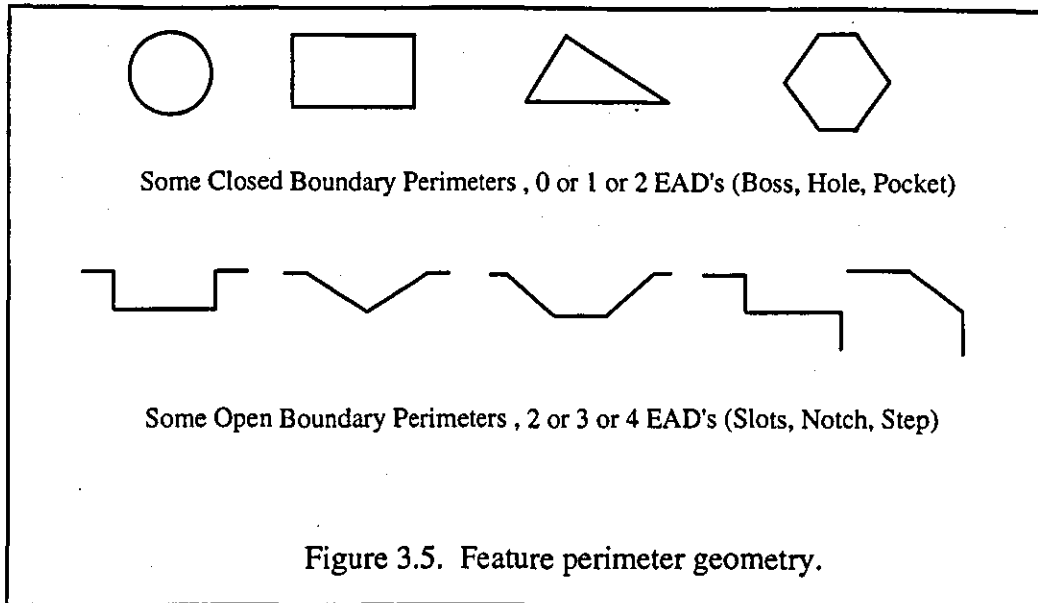 Some Closed Boundary Perimeters , 0 or 1 or 2 EAD's (Boss, Hole, Pocket)
Some Open Boundary Perimeters , 2 or 3 or 4 EAD's (Slots, Notch, Step)
Figure 3.5. Feature perimeter geometry.